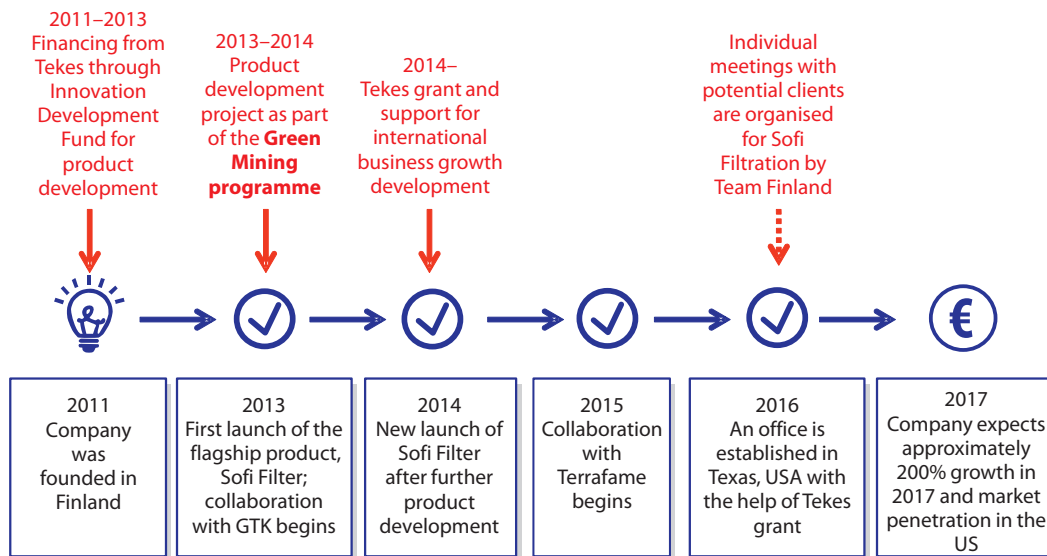 2011–2013
Financing from
Tekes through
Innovation
Development
Fund for
product
development
2013–2014
Product
development
project as part
of the Green
Mining
programme
2014–
Tekes grant and
support for
international
business growth
development
Individual
meetings with
potential clients
are organised
for Sofi
Filtration by
Team Finland
€
2011
Company
was
founded in
Finland
2013
First launch of the
flagship product,
Sofi Filter;
collaboration
with GTK begins
2014
New launch of
Sofi Filter
after further
product
development
2015
Collaboration
with
Terrafame
begins
2016
An office is
established in
Texas, USA with
the help of Tekes
grant
2017
Company expects
approximately
200% growth in
2017 and market
penetration in the
US